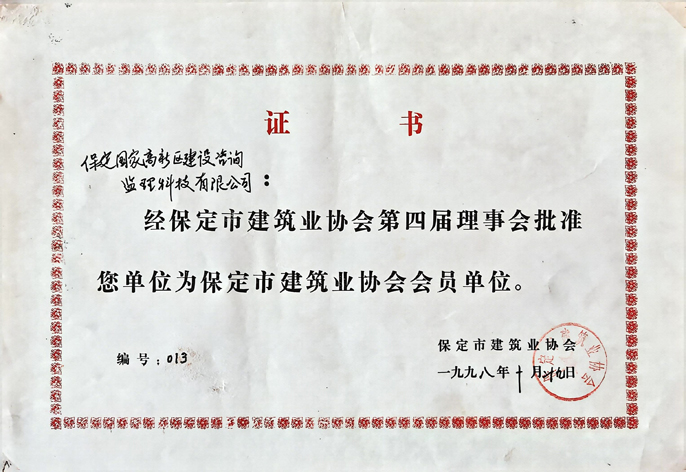 证 书
保定国家高新区建设咨询
监理科技有限公司：
经保定市建筑业协会第四届理事会批准
您单位为保定市建筑业协会会员单位。
编号：013
保定市建筑业协会
一九九八年十月 日